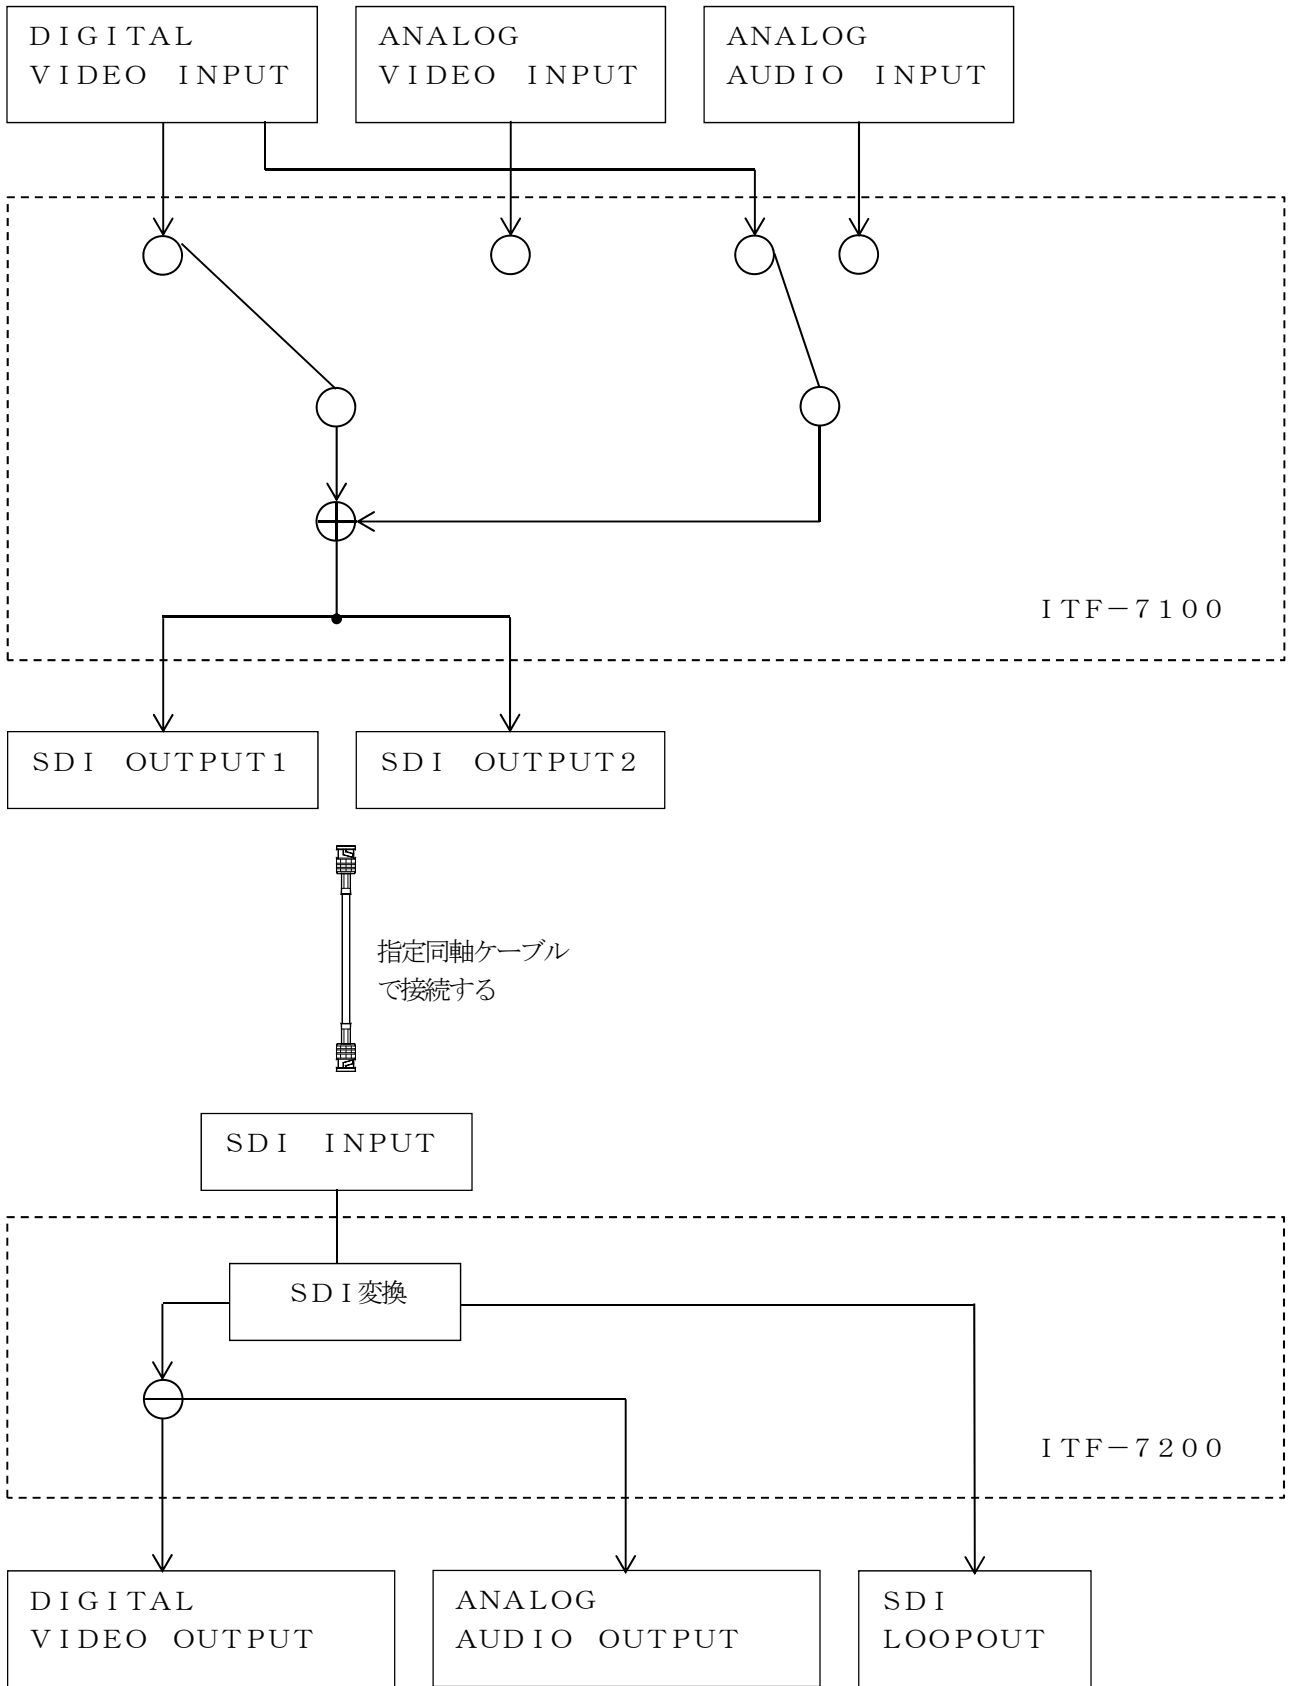 ＤＩＧＩＴＡＬ
ＶＩＤＥＯ　ＩＮＰＵＴ
ＡＮＡＬＯＧ
ＶＩＤＥＯ　ＩＮＰＵＴ
ＡＮＡＬＯＧ
ＡＵＤＩＯ　ＩＮＰＵＴ
ＩＴＦ－７１００
ＳＤＩ　ＯＵＴＰＵＴ１
ＳＤＩ　ＯＵＴＰＵＴ２
指定同軸ケーブル
で接続する
ＳＤＩ　ＩＮＰＵＴ
ＳＤＩ変換
ＩＴＦ－７２００
ＤＩＧＩＴＡＬ
ＶＩＤＥＯ　ＯＵＴＰＵＴ
ＡＮＡＬＯＧ
ＡＵＤＩＯ　ＯＵＴＰＵＴ
ＳＤＩ
ＬＯＯＰＯＵＴ